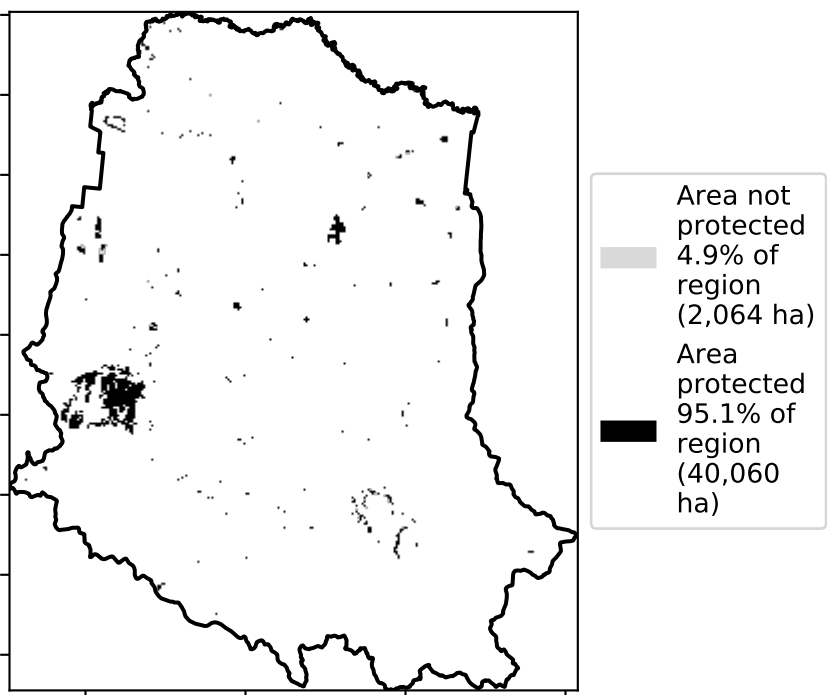 Area not
protected
4.9% of
region
(2,064 ha)
Area
protected
95.1% of
region
(40,060
ha)